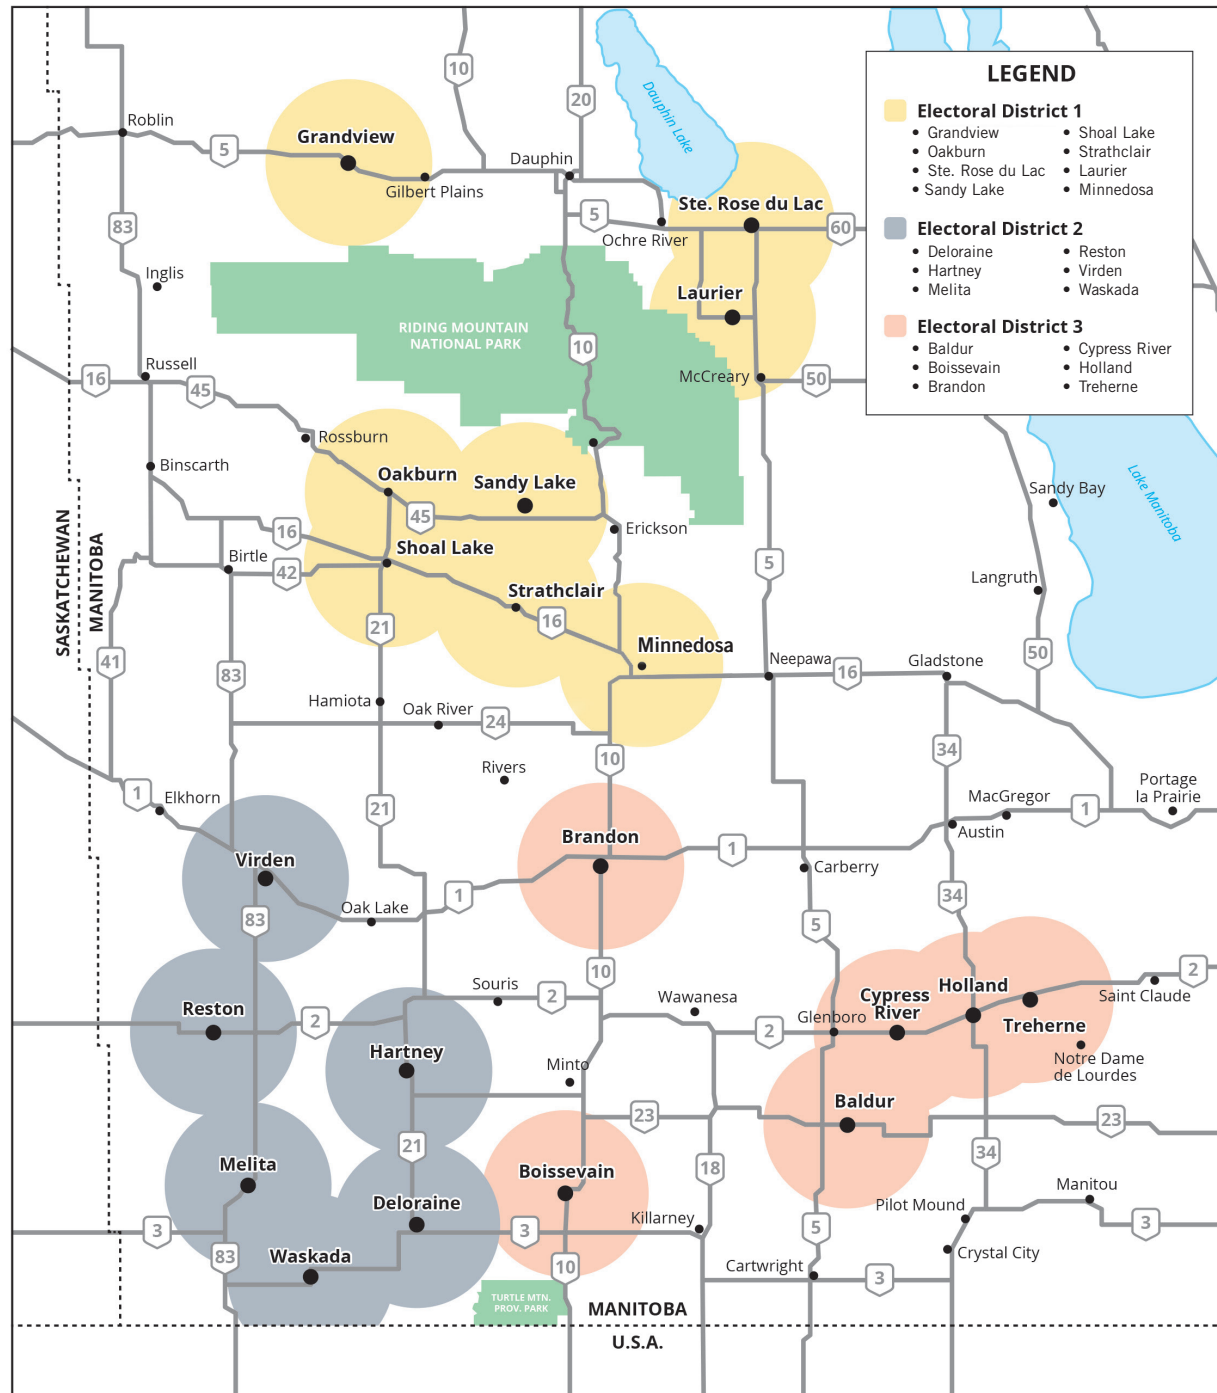 LEGEND
Electoral District 1
• Grandview
• Oakburn
• Ste. Rose du Lac
• Sandy Lake
• Shoal Lake
• Strathclair
• Laurier
• Minnedosa
Electoral District 2
• Deloraine
• Hartney
• Melita
• Reston
• Virden
• Waskada
Electoral District 3
• Baldur
• Boissevain
• Brandon
• Cypress River
• Holland
• Treherne
10
20
Dauphin Lake
Roblin
5
Grandview
Gilbert Plains
Dauphin
5
Ochre River
Ste. Rose du Lac
60
83
Inglis
Laurier
RIDING MOUNTAIN
NATIONAL PARK
10
Russell
16
45
McCreary
50
Rossburn
Binscarth
Oakburn
Sandy Lake
45
Erickson
Sandy Bay
Lake Manitoba
SASKATCHEWAN
MANITOBA
16
Shoal Lake
Birtle
42
Strathclair
16
5
Langruth
21
Minnedosa
41
83
Neepawa
16
Gladstone
50
Hamiota
Oak River
24
10
34
Rivers
1
Elkhorn
21
MacGregor
1
Portage
la Prairie
Austin
Brandon
1
Virden
Carberry
83
Oak Lake
1
34
5
10
Reston
2
Souris
2
Wawanesa
2
Glenboro
Cypress
River
Holland
Treherne
2
Saint Claude
Notre Dame
de Lourdes
Hartney
Minto
23
Baldur
23
21
18
34
Melita
Boissevain
Deloraine
Killarney
Pilot Mound
Manitou
3
83
Waskada
3
10
5
3
Crystal City
Cartwright
3
TURTLE MTN.
PROV. PARK
MANITOBA
U.S.A.